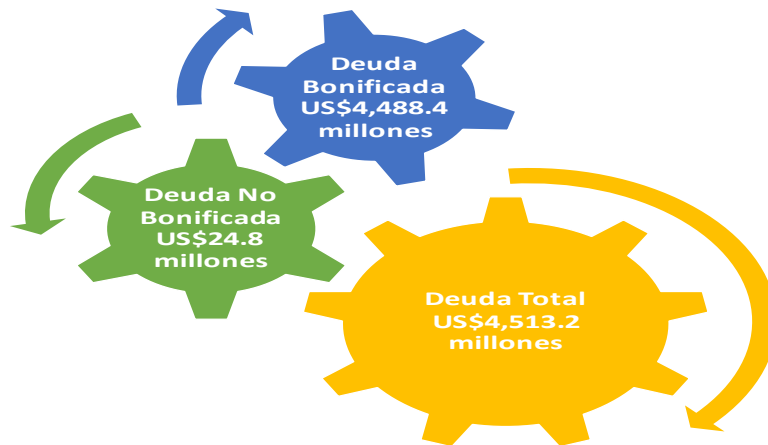 Deuda
Bonificada
US$4,488.4
millones
Deuda No
Bonificada
US$24.8
millones
Deuda Total
US$4,513.2
millones